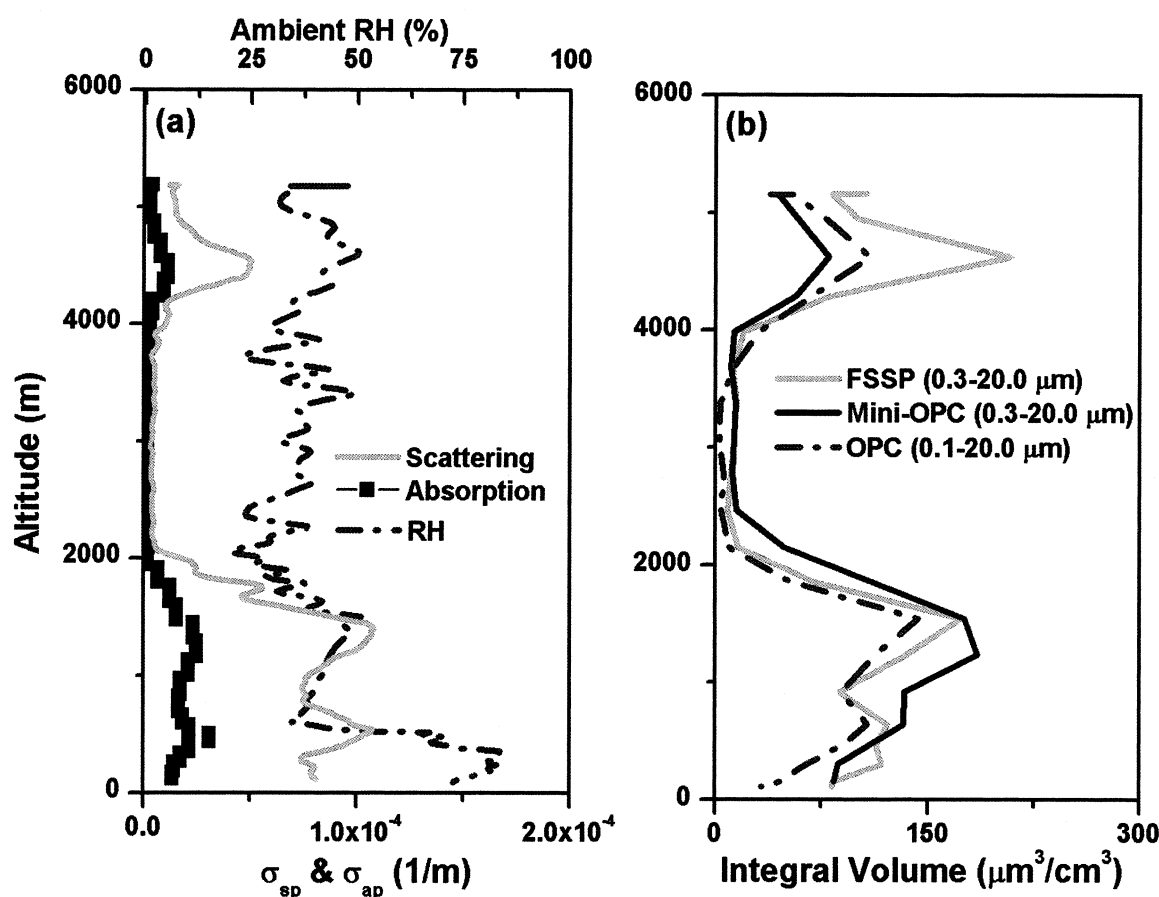 Ambient RH (%)
0 25 50 75 100
6000
4000
2000
0
Altitude (m)
(a)
Scattering
Absorption
RH
0.0 1.0x10⁻⁴ 2.0x10⁻⁴
σsp & σap (1/m)
6000
4000
2000
0
(b)
FSSP (0.3-20.0 μm)
Mini-OPC (0.3-20.0 μm)
OPC (0.1-20.0 μm)
0 150 300
Integral Volume (μm³/cm³)